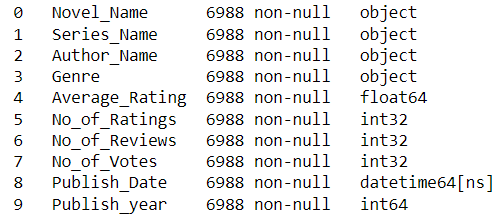 0 Novel_Name 6988 non-null object
1 Series_Name 6988 non-null object
2 Author_Name 6988 non-null object
3 Genre 6988 non-null object
4 Average_Rating 6988 non-null float64
5 No_of_Ratings 6988 non-null int32
6 No_of_Reviews 6988 non-null int32
7 No_of_Votes 6988 non-null int32
8 Publish_Date 6988 non-null datetime64[ns]
9 Publish_year 6988 non-null int64